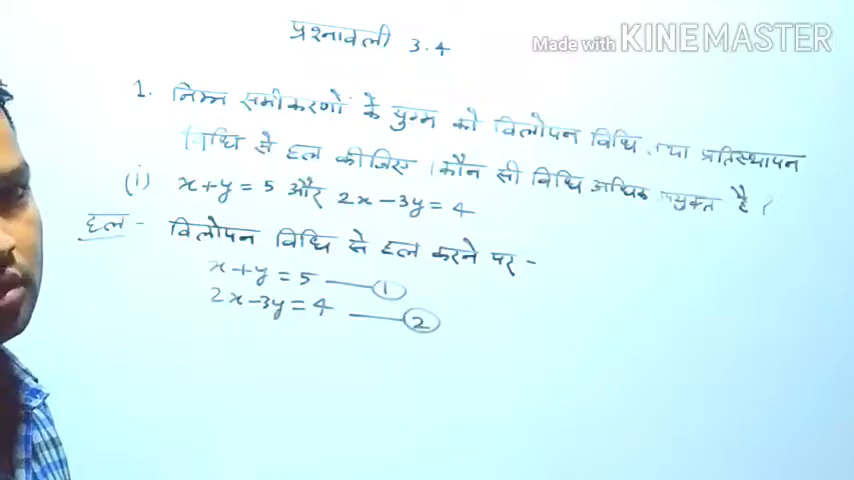 प्रश्नावली 3.4
Made with KINEMASTER
1. निम्न समीकरणों के युग्म को विलोपन विधि तथा प्रतिस्थापन
विधि से हल कीजिए । कौन सी विधि अधिक उपयुक्त है ?
(i) x+y=5 और 2x-3y=4
हल - विलोपन विधि से हल करने पर -
x+y=5 — 1
2x-3y=4 — 2